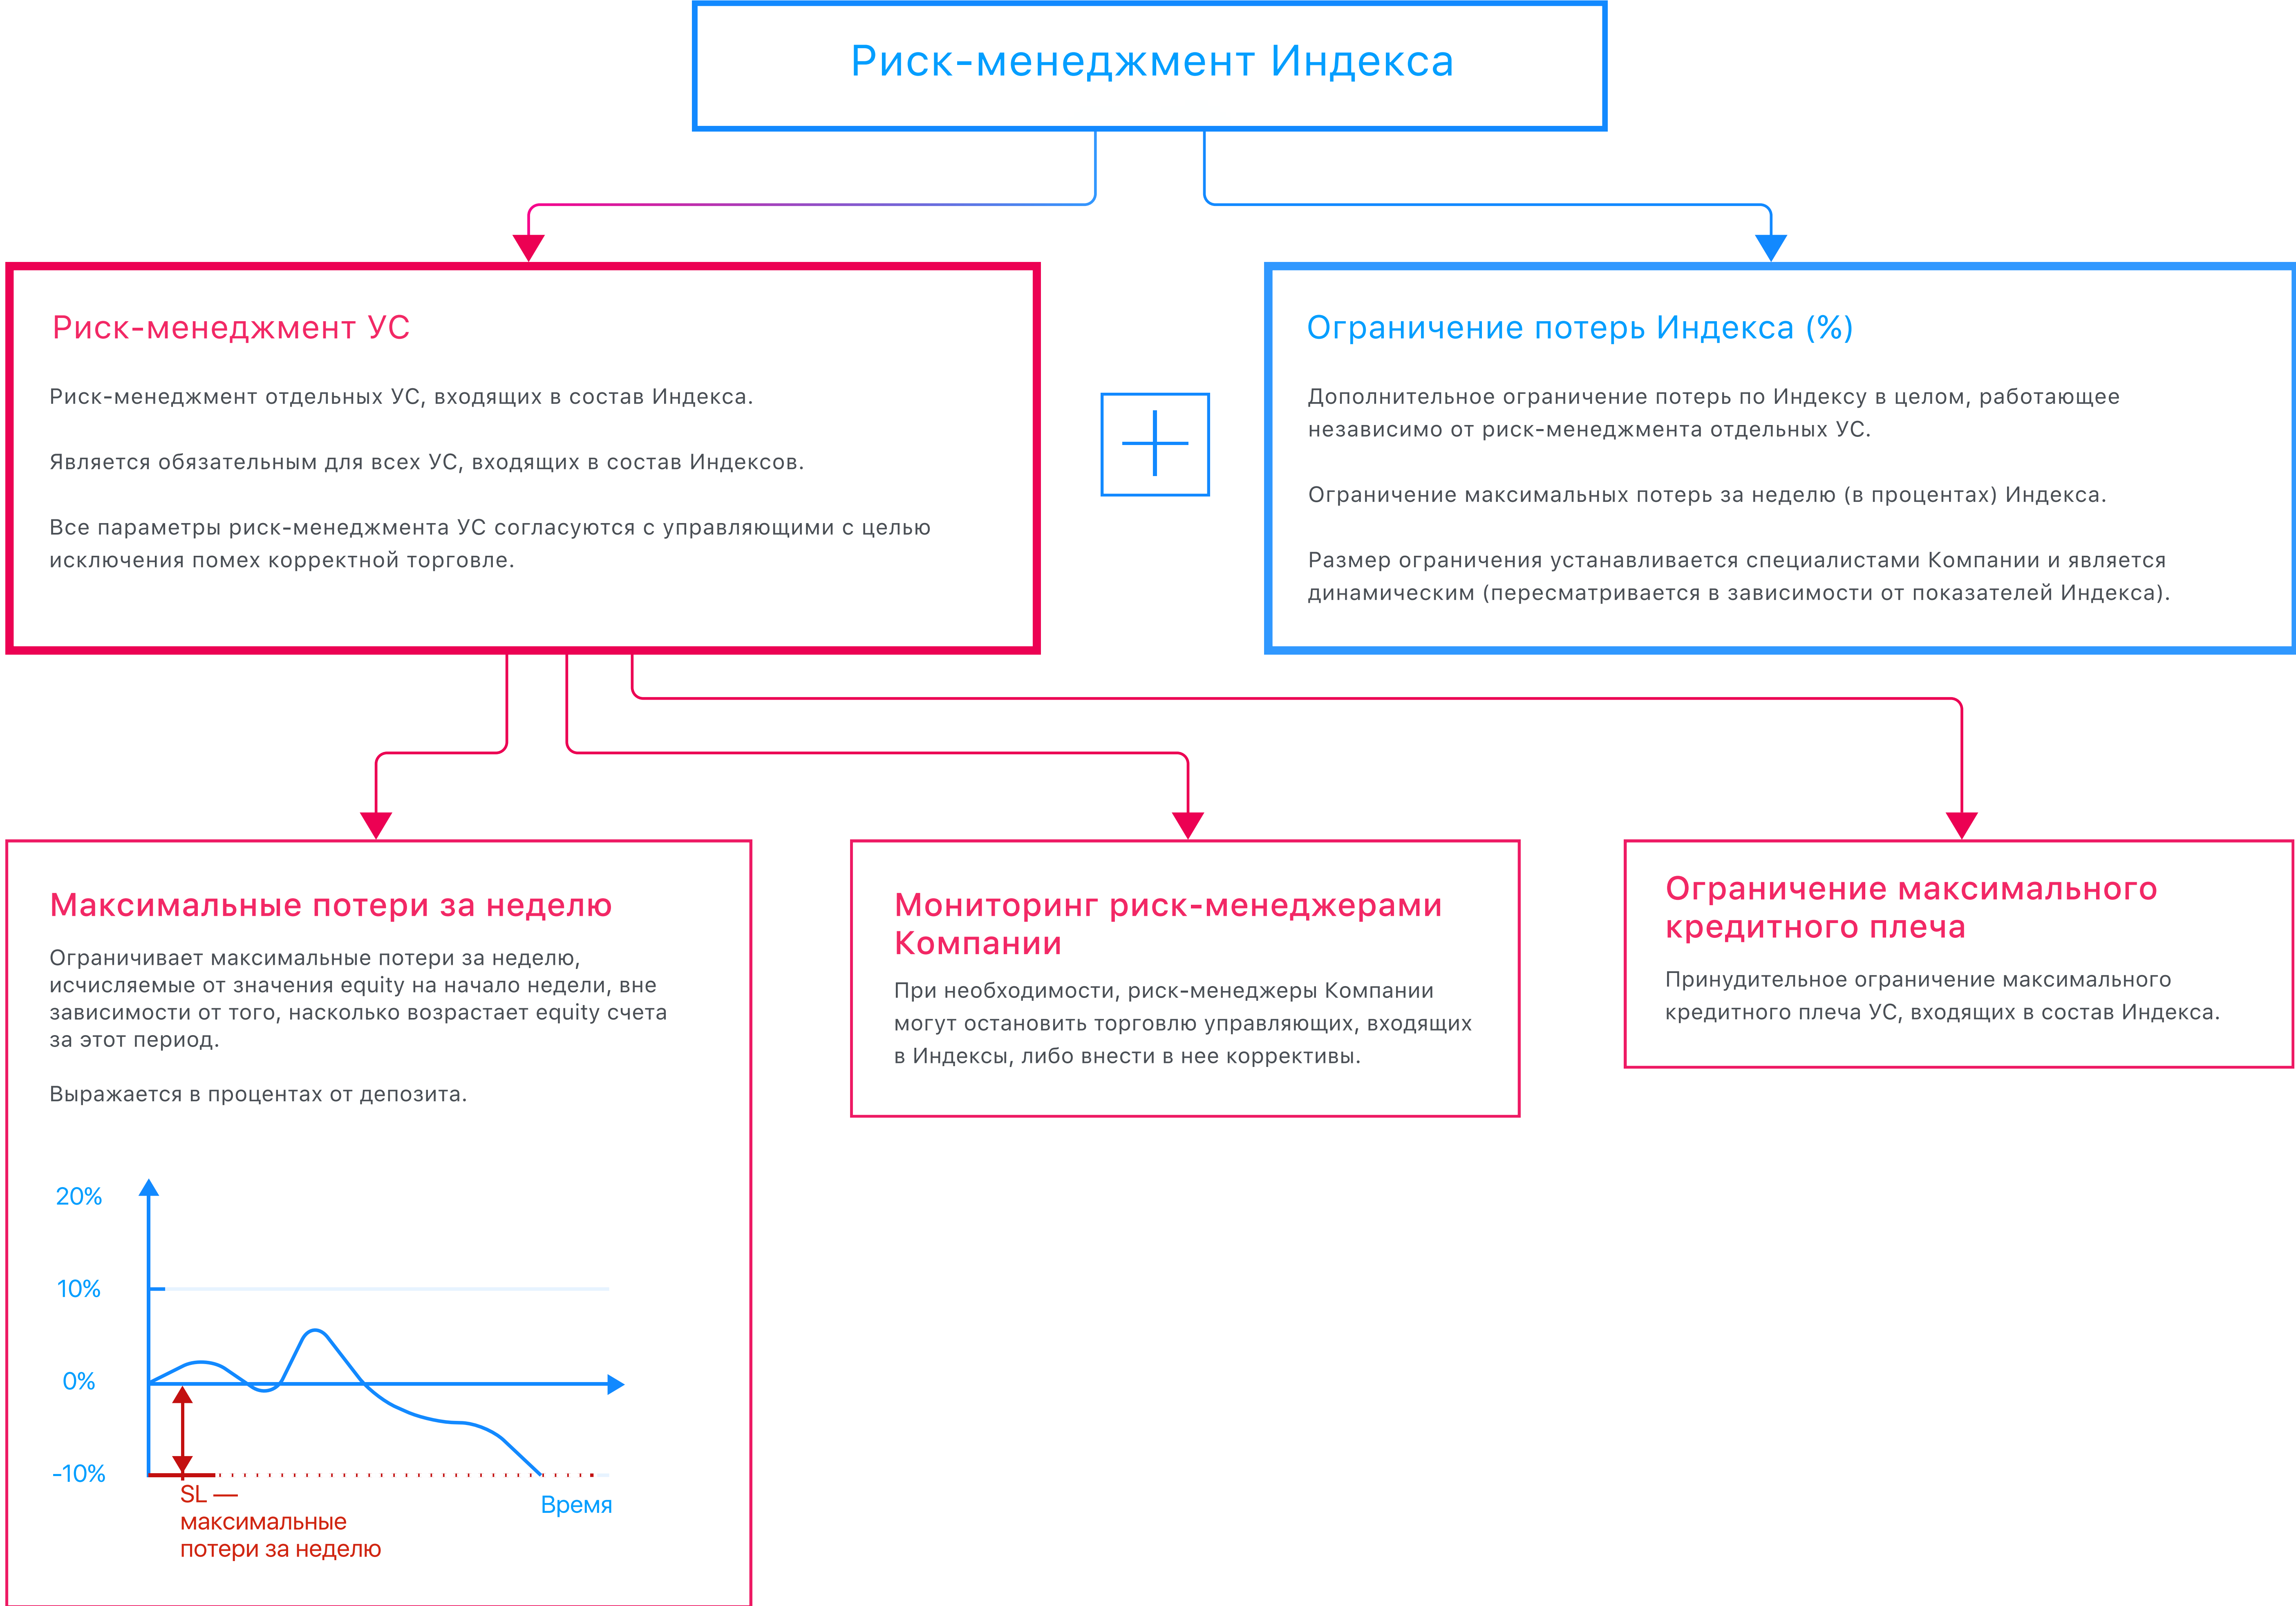 Риск-менеджмент Индекса
Риск-менеджмент УС
Риск-менеджмент отдельных УС, входящих в состав Индекса.
Является обязательным для всех УС, входящих в состав Индексов.
Все параметры риск-менеджмента УС согласуются с управляющими с целью
исключения помех корректной торговле.
Ограничение потерь Индекса (%)
Дополнительное ограничение потерь по Индексу в целом, работающее
независимо от риск-менеджмента отдельных УС.
Ограничение максимальных потерь за неделю (в процентах) Индекса.
Размер ограничения устанавливается специалистами Компании и является
динамическим (пересматривается в зависимости от показателей Индекса).
Максимальные потери за неделю
Ограничивает максимальные потери за неделю,
исчисляемые от значения equity на начало недели, вне
зависимости от того, насколько возрастает equity счета
за этот период.
Выражается в процентах от депозита.
20%
10%
0%
-10%
SL —
максимальные
потери за неделю
Время
Мониторинг риск-менеджерами
Компании
При необходимости, риск-менеджеры Компании
могут остановить торговлю управляющих, входящих
в Индексы, либо внести в нее коррективы.
Ограничение максимального
кредитного плеча
Принудительное ограничение максимального
кредитного плеча УС, входящих в состав Индекса.